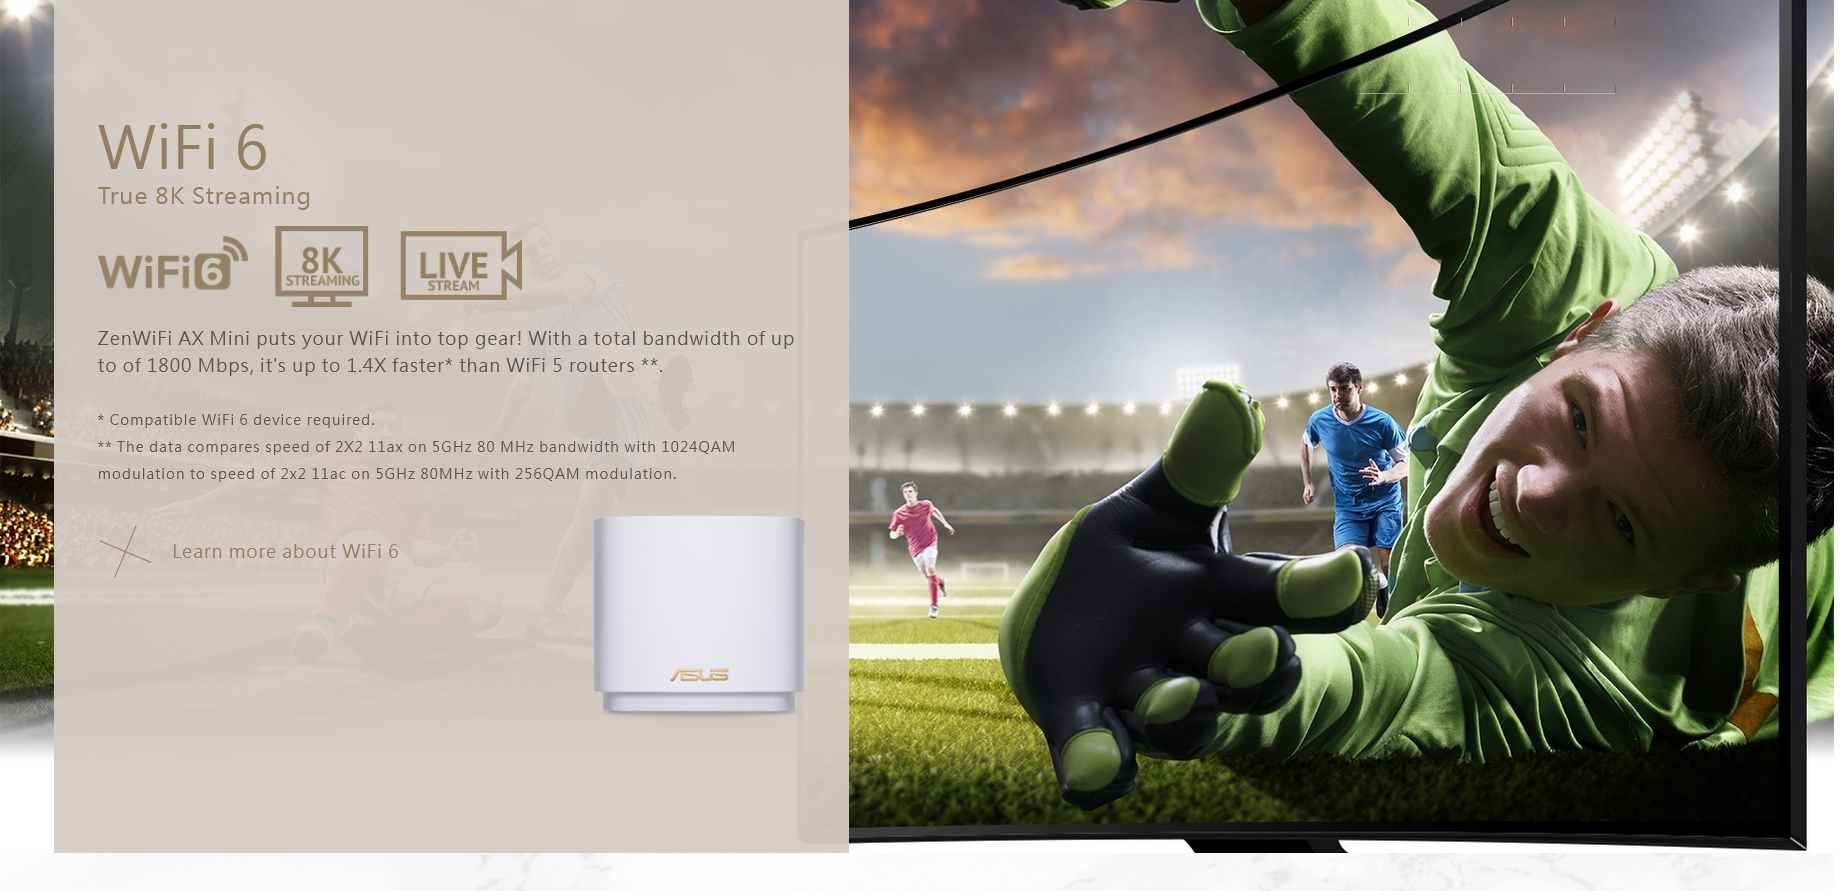 WiFi 6
True 8K Streaming
WiFi 6
8K
STREAMING
LIVE
STREAM
ZenWiFi AX Mini puts your WiFi into top gear! With a total bandwidth of up
to of 1800 Mbps, it's up to 1.4X faster* than WiFi 5 routers **.
* Compatible WiFi 6 device required.
** The data compares speed of 2X2 11ax on 5GHz 80 MHz bandwidth with 1024QAM
modulation to speed of 2x2 11ac on 5GHz 80MHz with 256QAM modulation.
Learn more about WiFi 6
ASUS